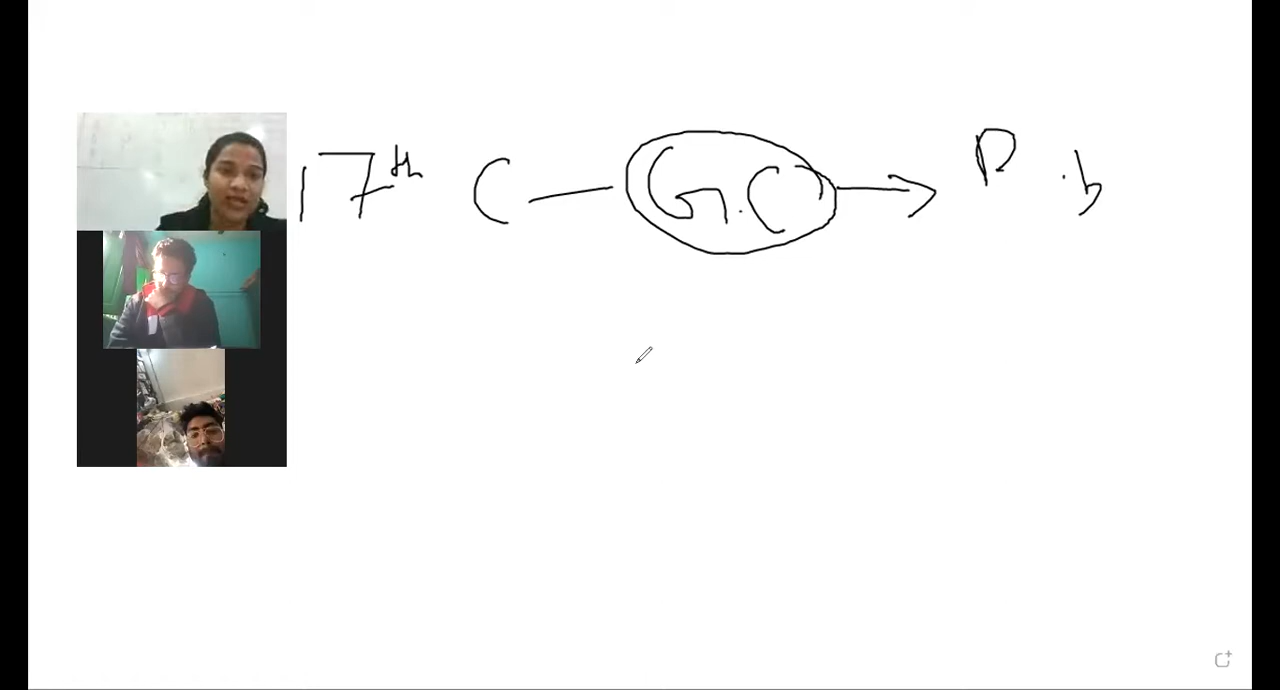 17th C — G.C → P.b